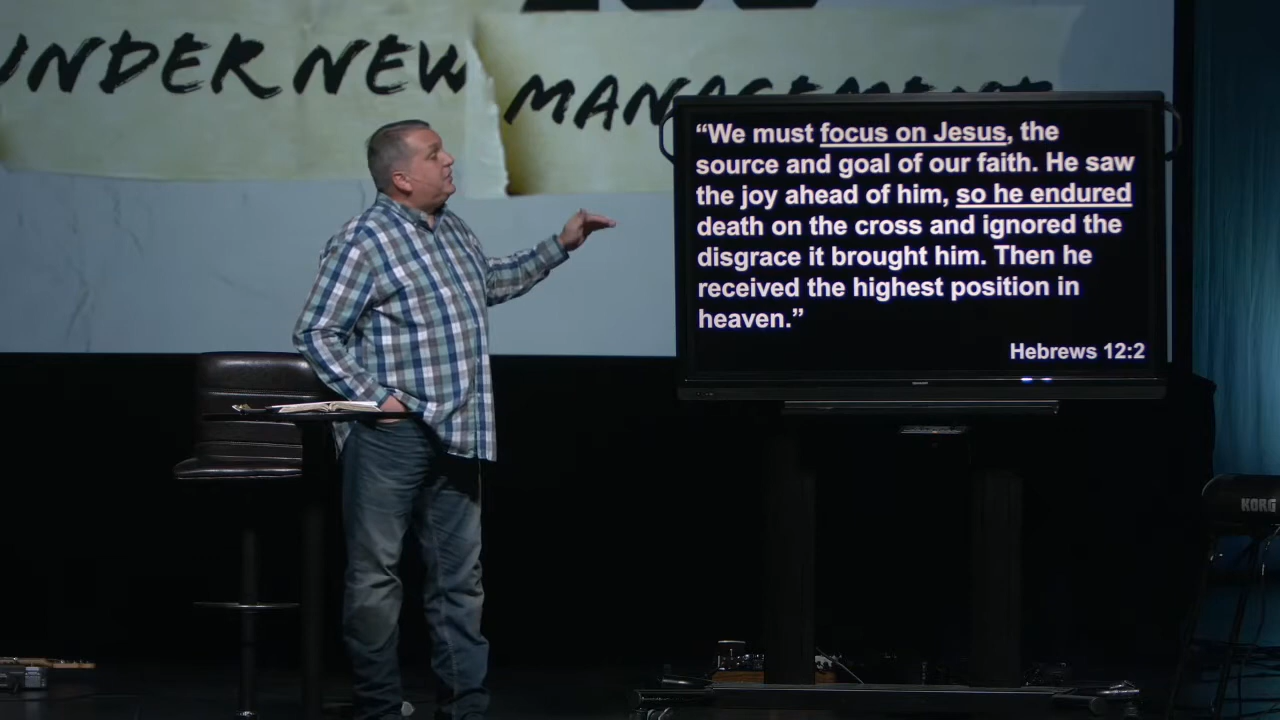 UNDER NEW MANAGEMENT
“We must focus on Jesus, the
source and goal of our faith. He saw
the joy ahead of him, so he endured
death on the cross and ignored the
disgrace it brought him. Then he
received the highest position in
heaven.”
Hebrews 12:2
KORG